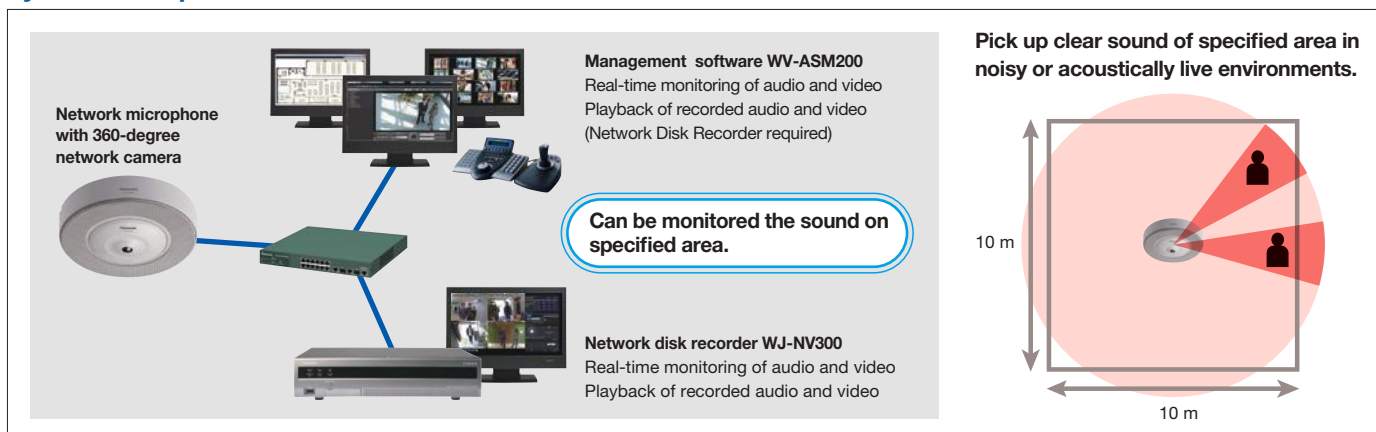 Network microphone
with 360-degree
network camera
Management software WV-ASM200
Real-time monitoring of audio and video
Playback of recorded audio and video
(Network Disk Recorder required)
Can be monitored the sound on
specified area.
Network disk recorder WJ-NV300
Real-time monitoring of audio and video
Playback of recorded audio and video
Pick up clear sound of specified area in
noisy or acoustically live environments.
10 m
10 m